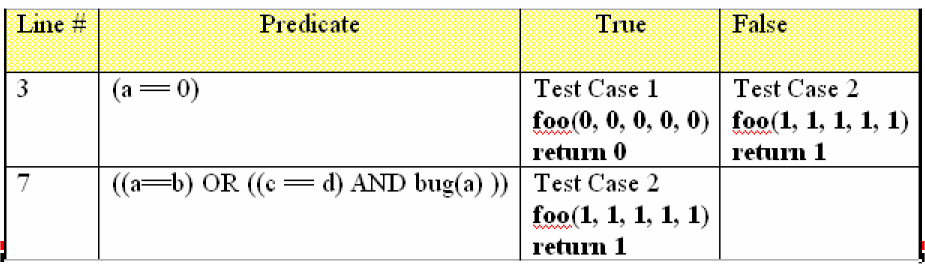 Line # Predicate True False
3 (a == 0) Test Case 1 Test Case 2
foo(0, 0, 0, 0, 0) foo(1, 1, 1, 1, 1)
return 0 return 1
7 ((a==b) OR ((c == d) AND bug(a) )) Test Case 2
foo(1, 1, 1, 1, 1)
return 1